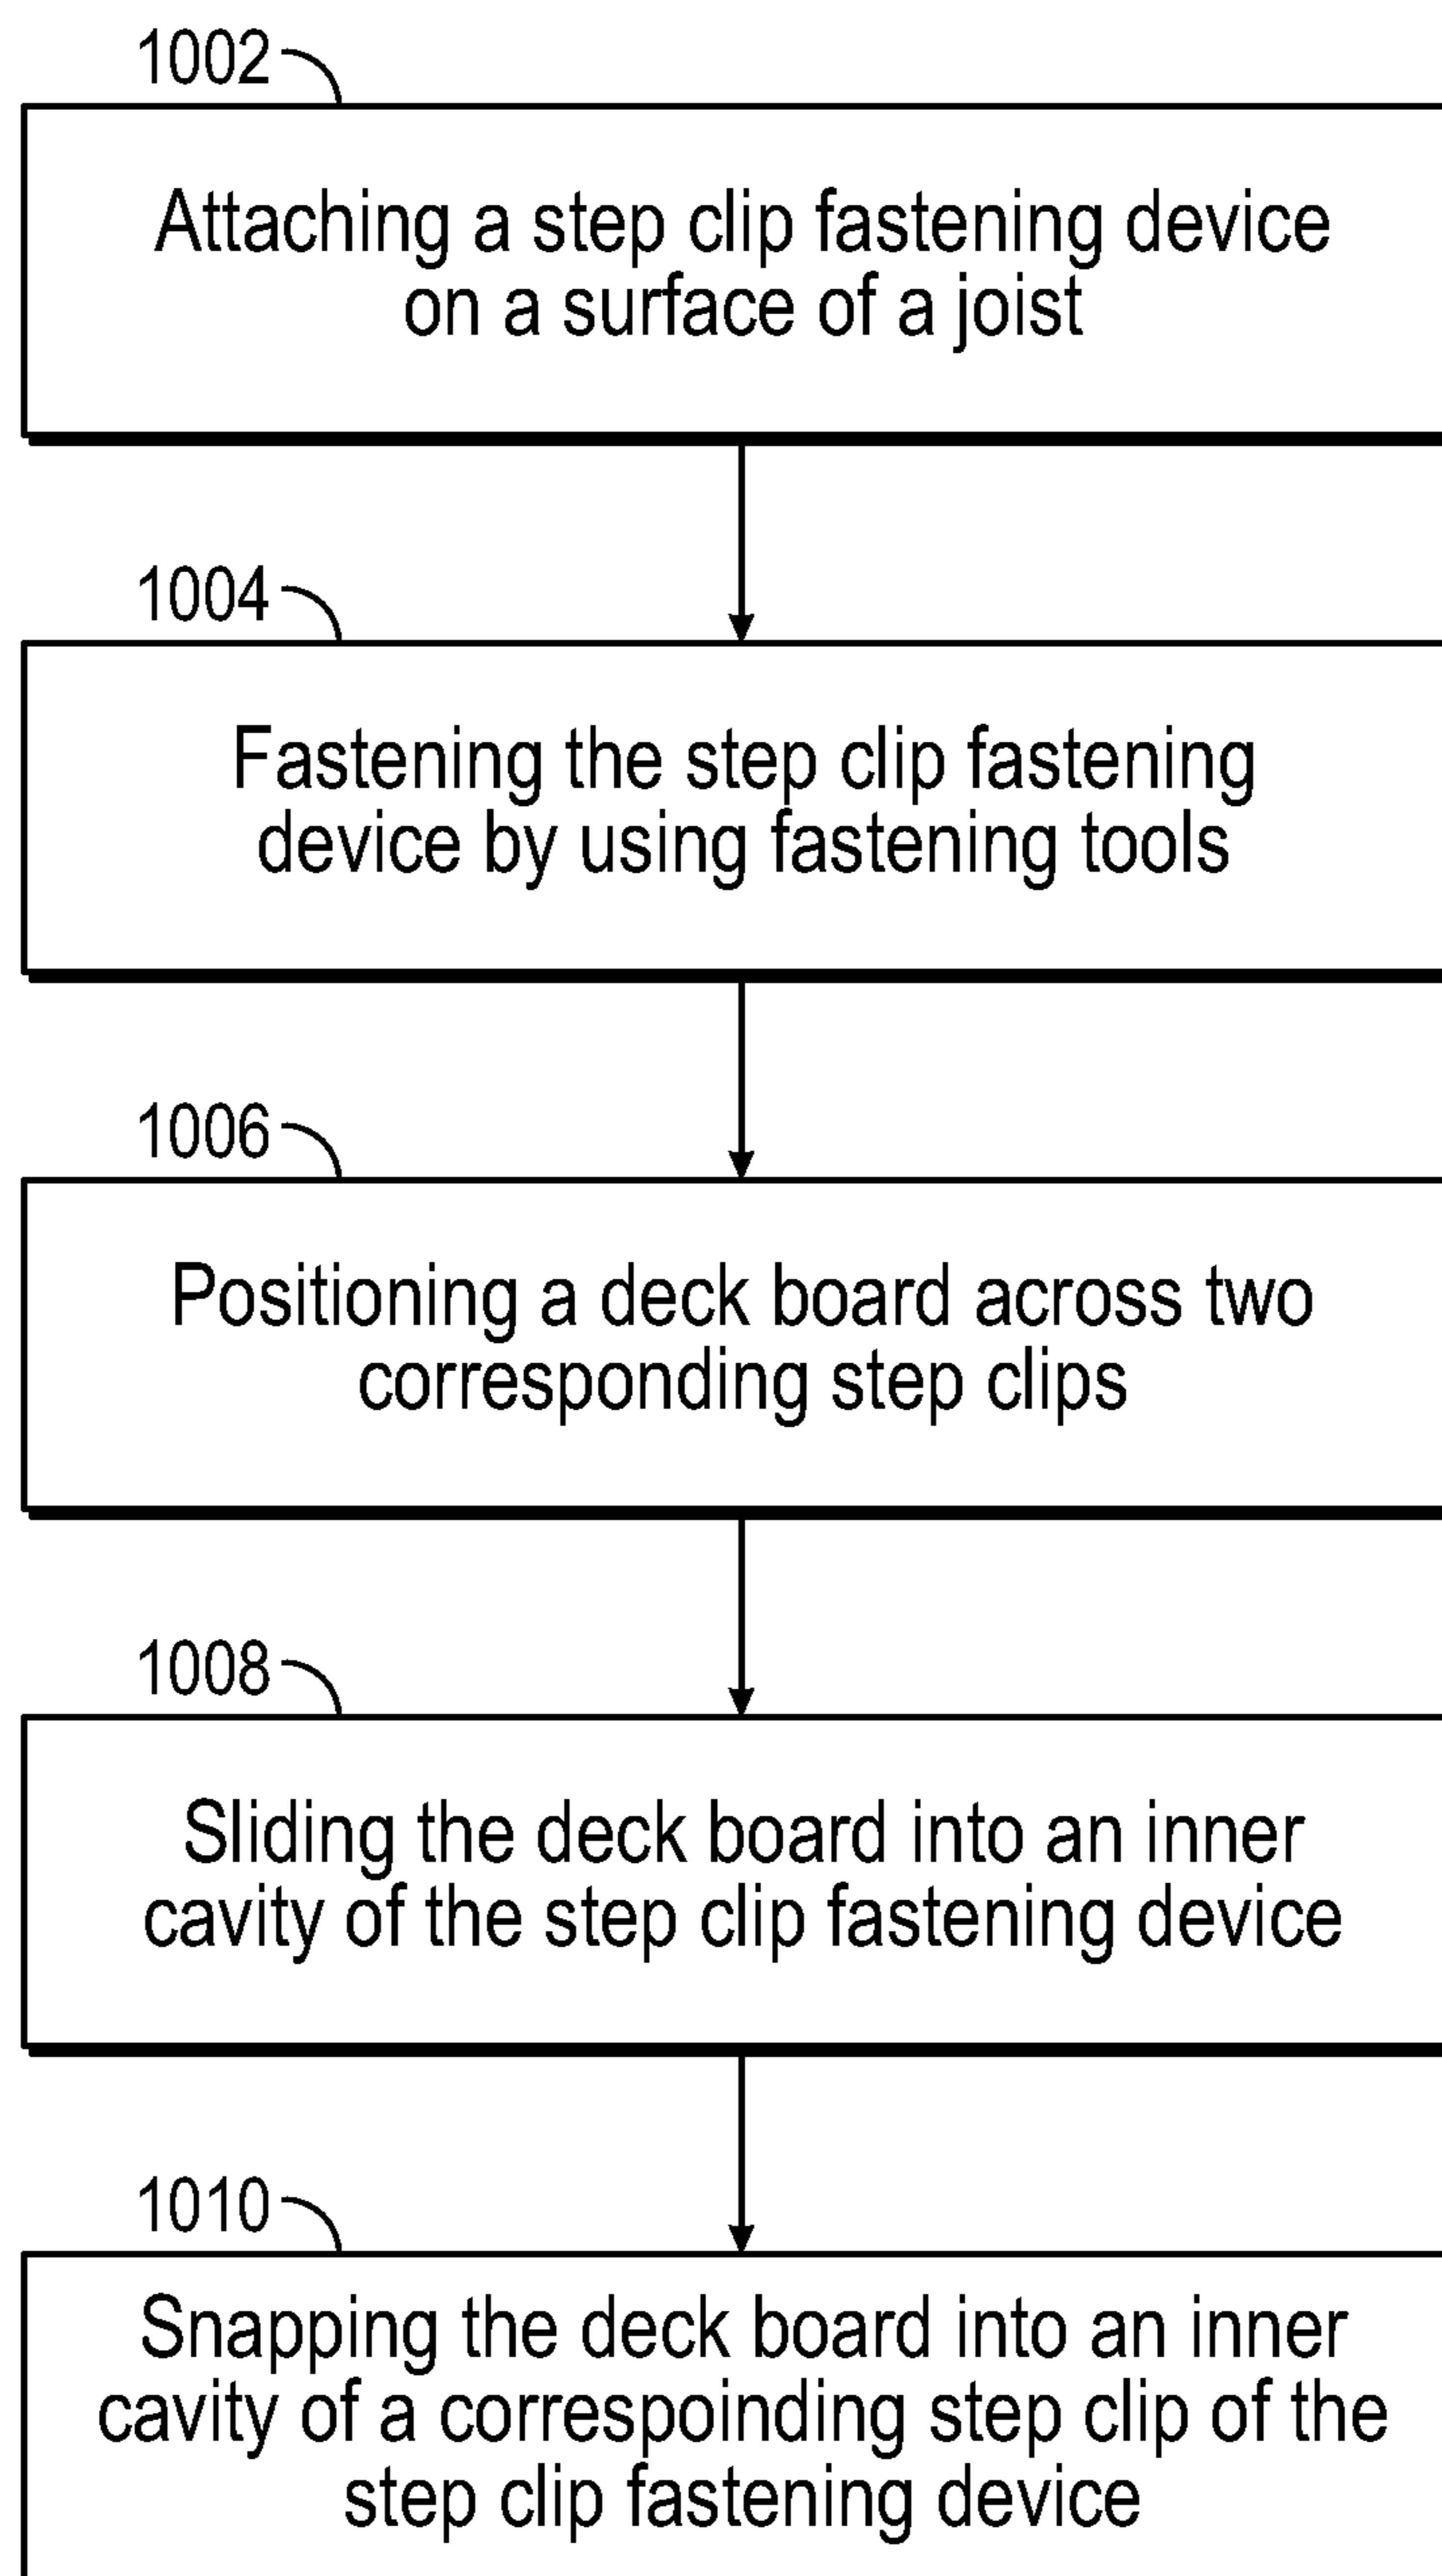 1002
Attaching a step clip fastening device
on a surface of a joist
1004
Fastening the step clip fastening
device by using fastening tools
1006
Positioning a deck board across two
corresponding step clips
1008
Sliding the deck board into an inner
cavity of the step clip fastening device
1010
Snapping the deck board into an inner
cavity of a correspoinding step clip of the
step clip fastening device